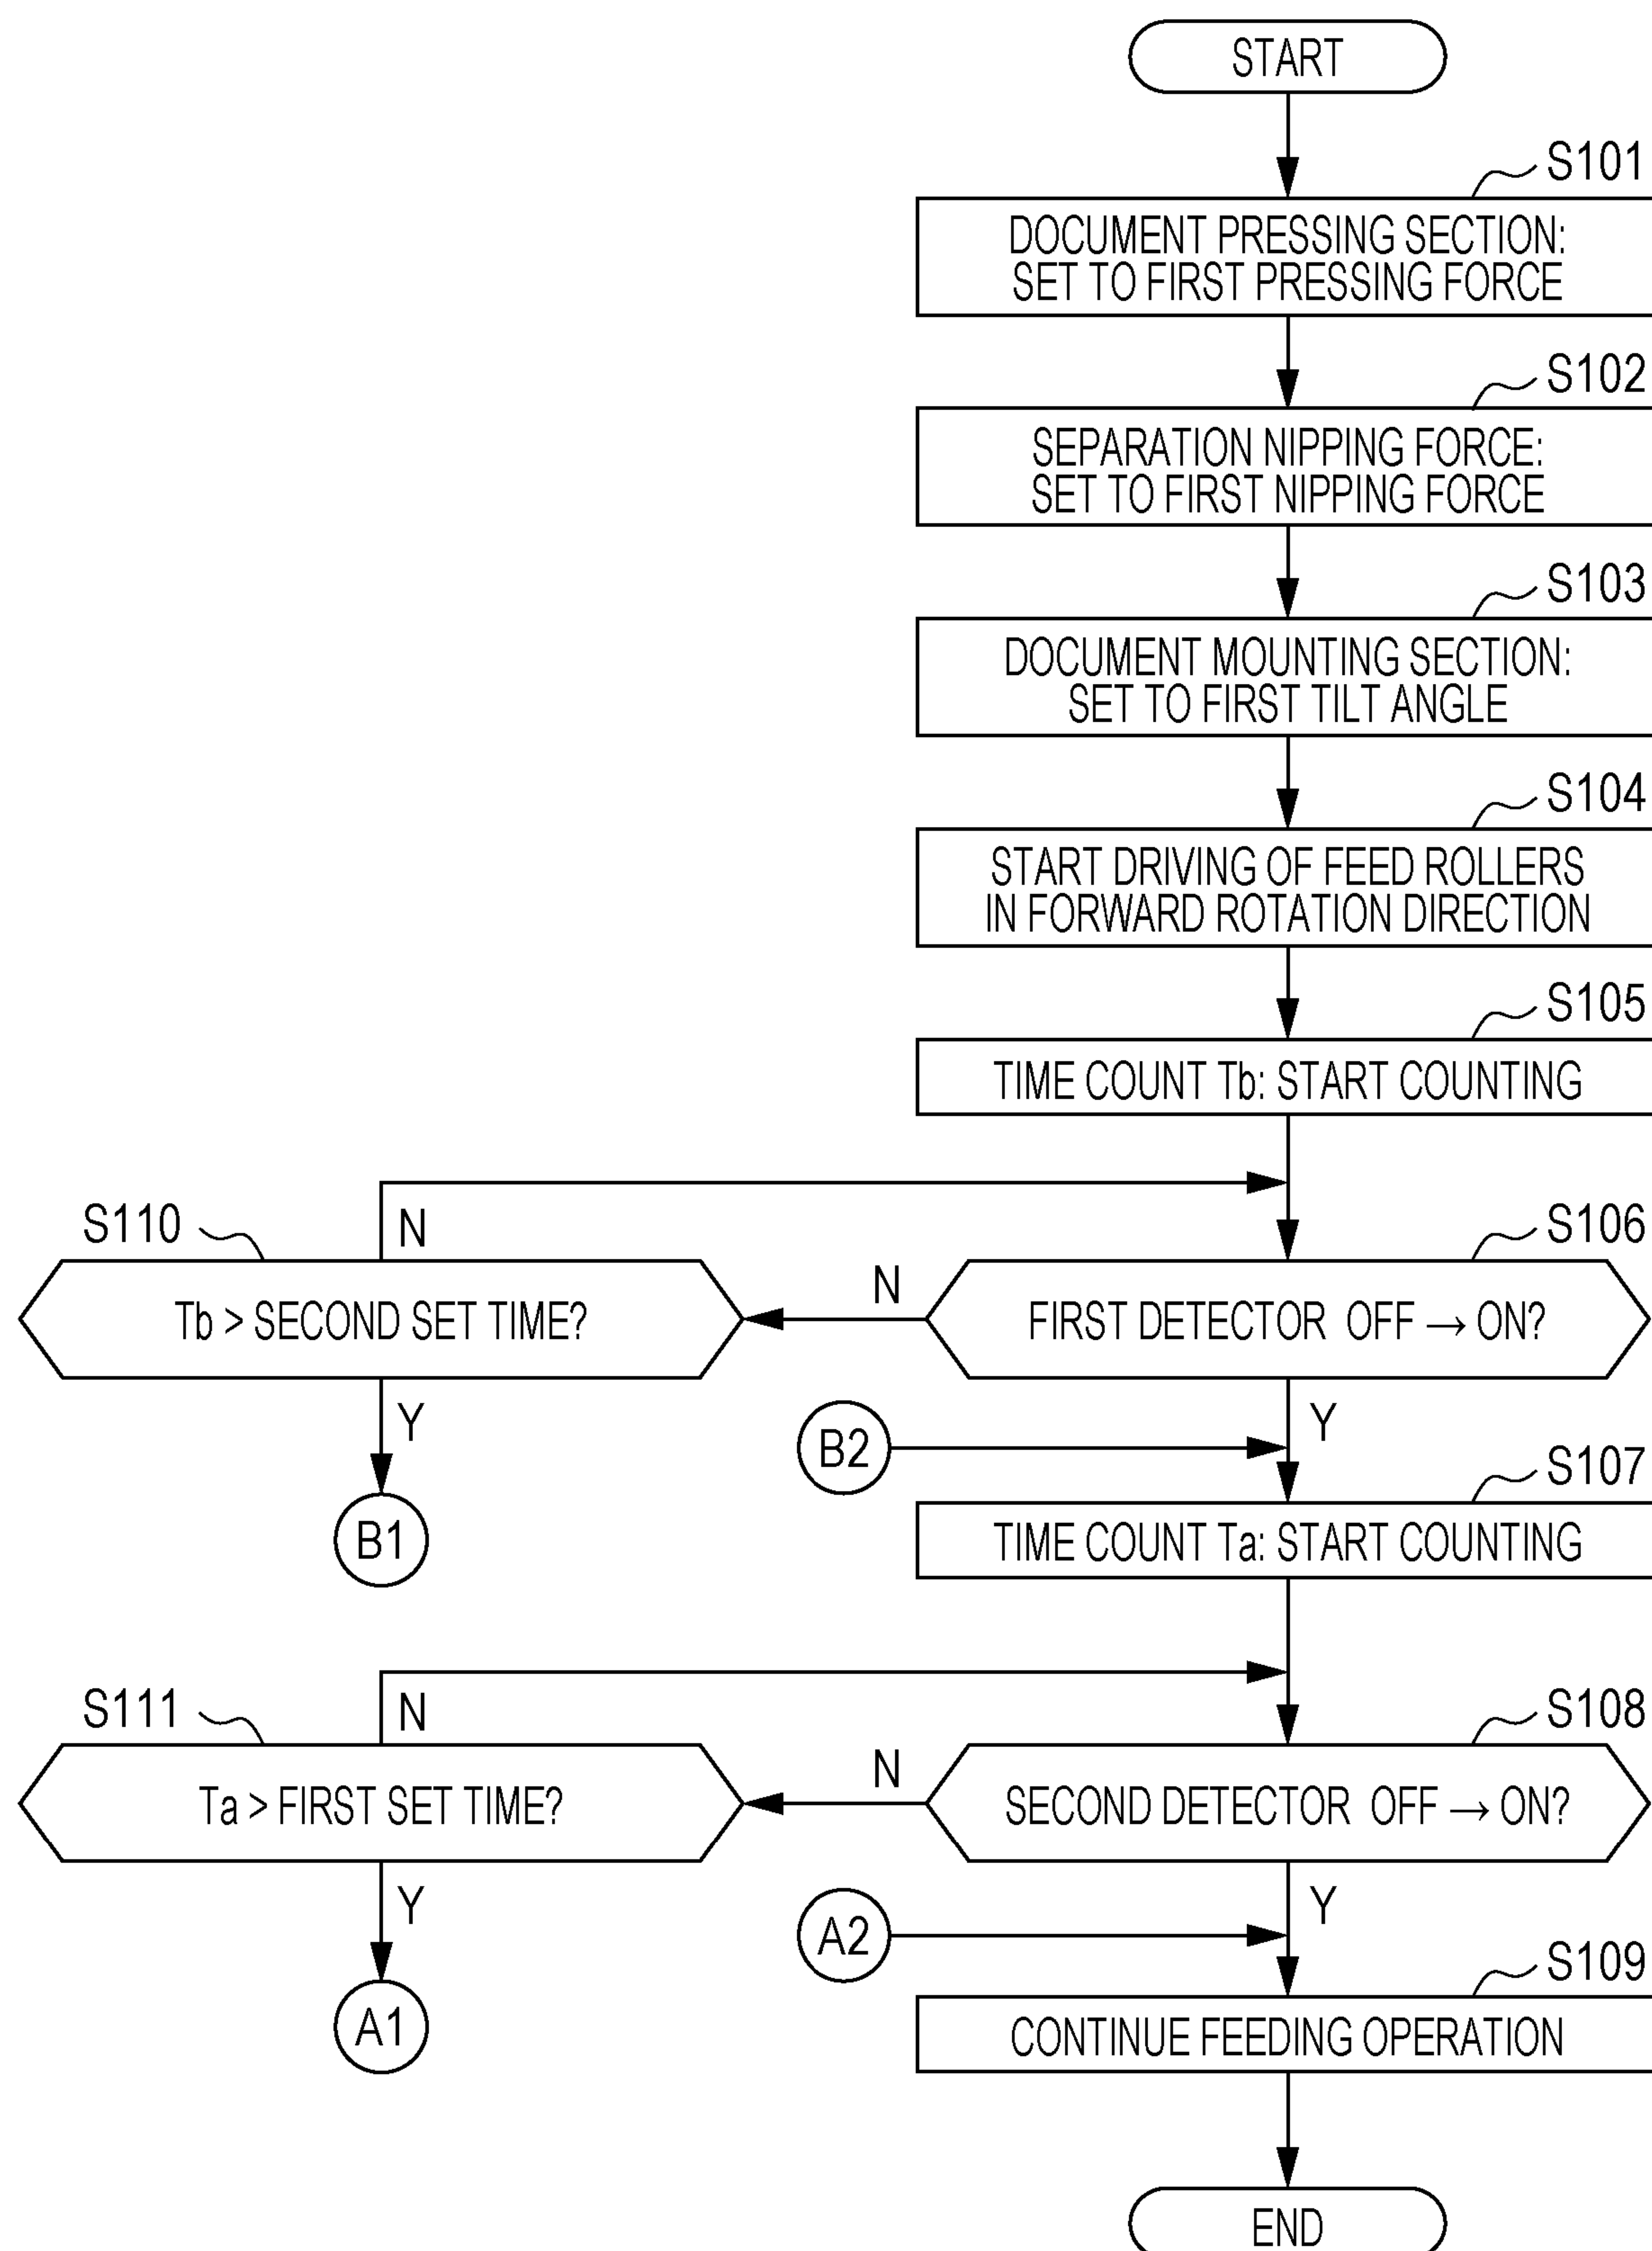 START
S101
DOCUMENT PRESSING SECTION:
SET TO FIRST PRESSING FORCE
S102
SEPARATION NIPPING FORCE:
SET TO FIRST NIPPING FORCE
S103
DOCUMENT MOUNTING SECTION:
SET TO FIRST TILT ANGLE
S104
START DRIVING OF FEED ROLLERS
IN FORWARD ROTATION DIRECTION
S105
TIME COUNT Tb: START COUNTING
S110
N
S106
Tb > SECOND SET TIME?
N
FIRST DETECTOR OFF → ON?
Y
B2
Y
B1
S107
TIME COUNT Ta: START COUNTING
S111
N
S108
Ta > FIRST SET TIME?
N
SECOND DETECTOR OFF → ON?
Y
A2
Y
A1
S109
CONTINUE FEEDING OPERATION
END